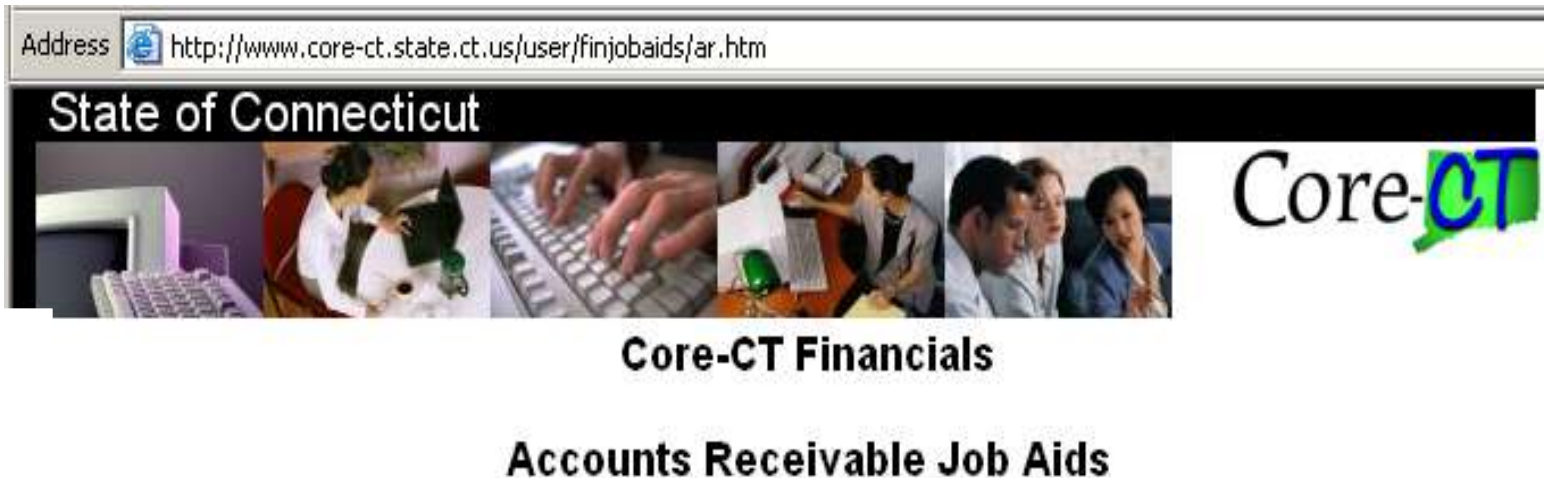 Address http://www.core-ct.state.ct.us/user/finjobaids/ar.htm
State of Connecticut
Core-CT
Core-CT Financials
Accounts Receivable Job Aids